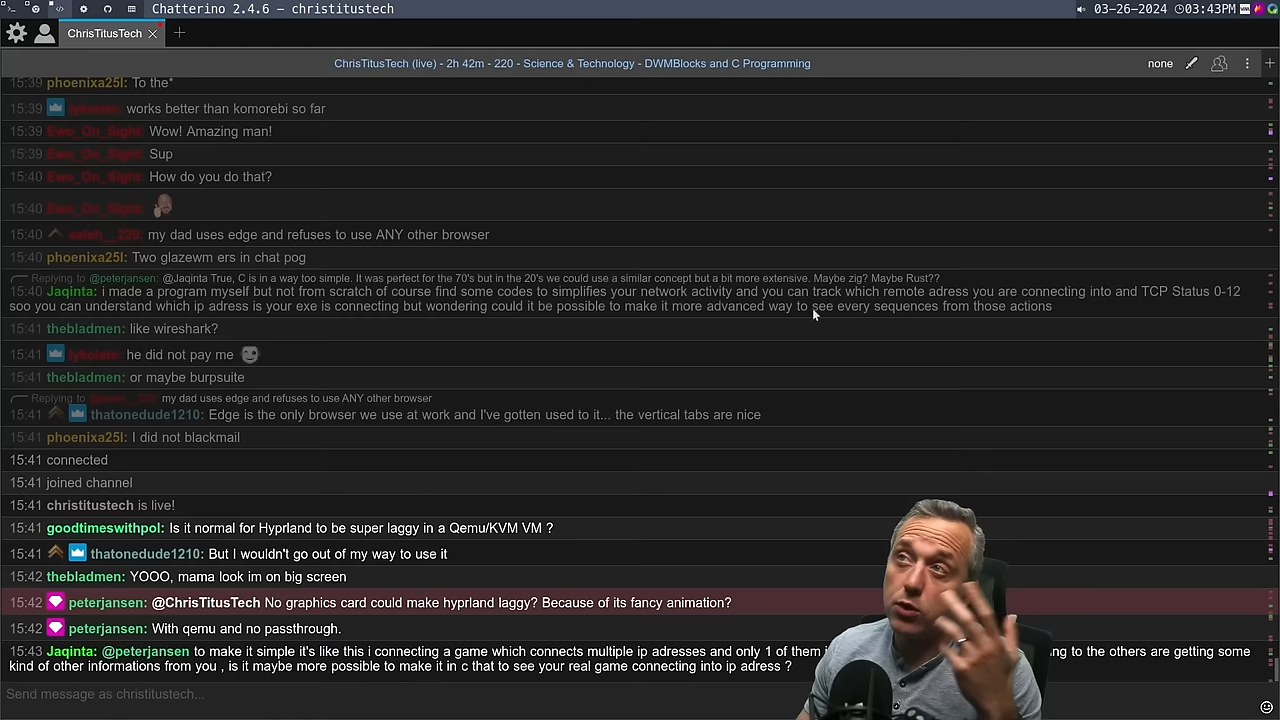 Chatterino 2.4.6 – christitustech
03-26-2024 03:43PM
ChrisTitusTech
ChrisTitusTech (live) - 2h 42m - 220 - Science & Technology - DWMBlocks and C Programming
none
15:39 phoenixa25l: To the*
15:39 works better than komorebi so far
15:39 Ewo_On_Sight: Wow! Amazing man!
15:39 Ewo_On_Sight: Sup
15:40 Ewo_On_Sight: How do you do that?
15:40 Ewo_On_Sight:
15:40 my dad uses edge and refuses to use ANY other browser
15:40 phoenixa25l: Two glazewm ers in chat pog
Replying to @peterjansen: @Jaqinta True, C is in a way too simple. It was perfect for the 70's but in the 20's we could use a similar concept but a bit more extensive. Maybe zig? Maybe Rust??
15:40 Jaqinta: i made a program myself but not from scratch of course find some codes to simplifies your network activity and you can track which remote adress you are connecting into and TCP Status 0-12
soo you can understand which ip adress is your exe is connecting but wondering could it be possible to make it more advanced way to see every sequences from those actions
15:41 thebladmen: like wireshark?
15:41 he did not pay me
15:41 thebladmen: or maybe burpsuite
Replying to my dad uses edge and refuses to use ANY other browser
15:41 thatonedude1210: Edge is the only browser we use at work and I've gotten used to it... the vertical tabs are nice
15:41 phoenixa25l: I did not blackmail
15:41 connected
15:41 joined channel
15:41 christitustech is live!
15:41 goodtimeswithpol: Is it normal for Hyprland to be super laggy in a Qemu/KVM VM ?
15:41 thatonedude1210: But I wouldn't go out of my way to use it
15:42 thebladmen: YOOO, mama look im on big screen
15:42 peterjansen: @ChrisTitusTech No graphics card could make hyprland laggy? Because of its fancy animation?
15:42 peterjansen: With qemu and no passthrough.
15:43 Jaqinta: @peterjansen to make it simple it's like this i connecting a game which connects multiple ip adresses and only 1 of them to the others are getting some
kind of other informations from you , is it maybe more possible to make it in c that to see your real game connecting into ip adress ?
Send message as christitustech...